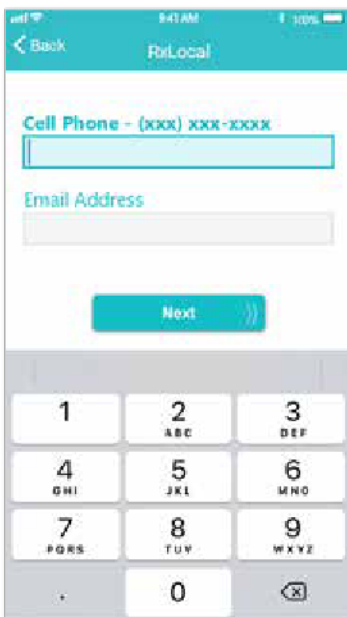 9:41 AM 100%
Back
RxLocal
Cell Phone - (xxx) xxx-xxxx
Email Address
Next
1 2 3
ABC DEF
4 5 6
GHI JKL MNO
7 8 9
PQRS TUV WXYZ
. 0